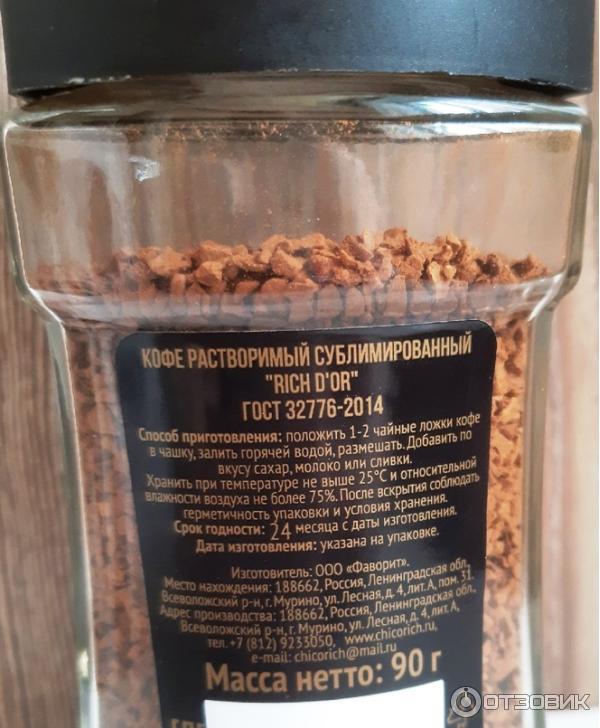 КОФЕ РАСТВОРИМЫЙ СУБЛИМИРОВАННЫЙ
"RICH D'OR"
ГОСТ 32776-2014
Способ приготовления: положить 1-2 чайные ложки кофе
в чашку, залить горячей водой, размешать. Добавить по
вкусу сахар, молоко или сливки.
Хранить при температуре не выше 25°С и относительной
влажности воздуха не более 75%. После вскрытия соблюдать
герметичность упаковки и условия хранения.
Срок годности: 24 месяца с даты изготовления.
Дата изготовления: указана на упаковке.
Изготовитель: ООО «Фаворит».
Место нахождения: 188662, Россия, Ленинградская обл,
Всеволожский р-н, г. Мурино, ул. Лесная, д. 4, лит. А, пом. 31.
Адрес производства: 188662, Россия, Ленинградская обл,
Всеволожский р-н, г. Мурино, ул. Лесная, д. 4, лит. А,
тел. +7 (812) 9233050, www.chicorich.ru,
e-mail: chicorich@mail.ru
Масса нетто: 90 г
ОТЗОВИК